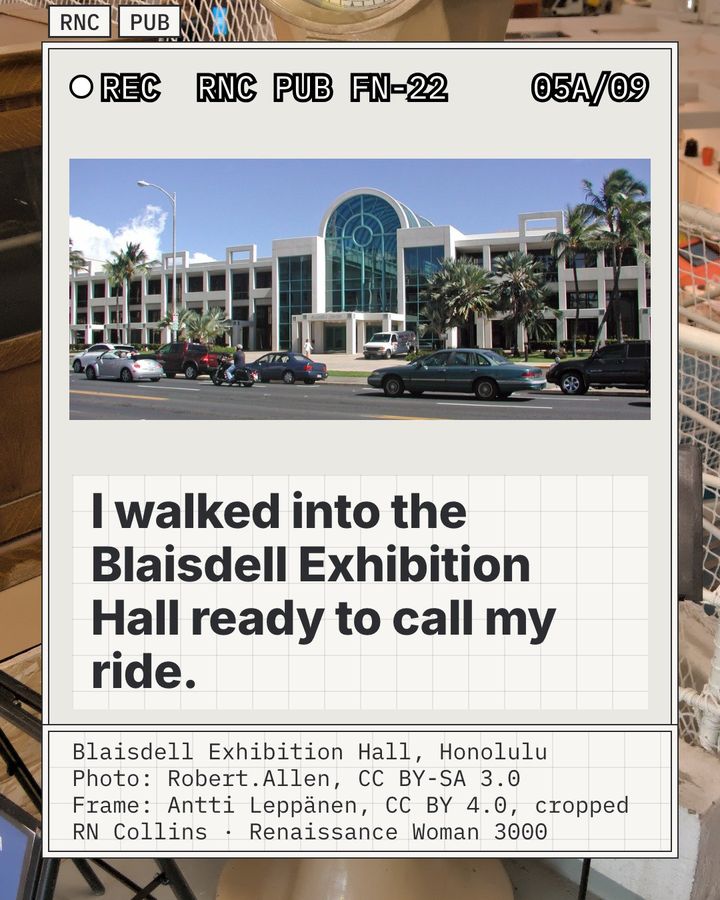 RNC PUB
REC RNC PUB FN-22 05A/09
I walked into the
Blaisdell Exhibition
Hall ready to call my
ride.
Blaisdell Exhibition Hall, Honolulu
Photo: Robert.Allen, CC BY-SA 3.0
Frame: Antti Leppänen, CC BY 4.0, cropped
RN Collins · Renaissance Woman 3000